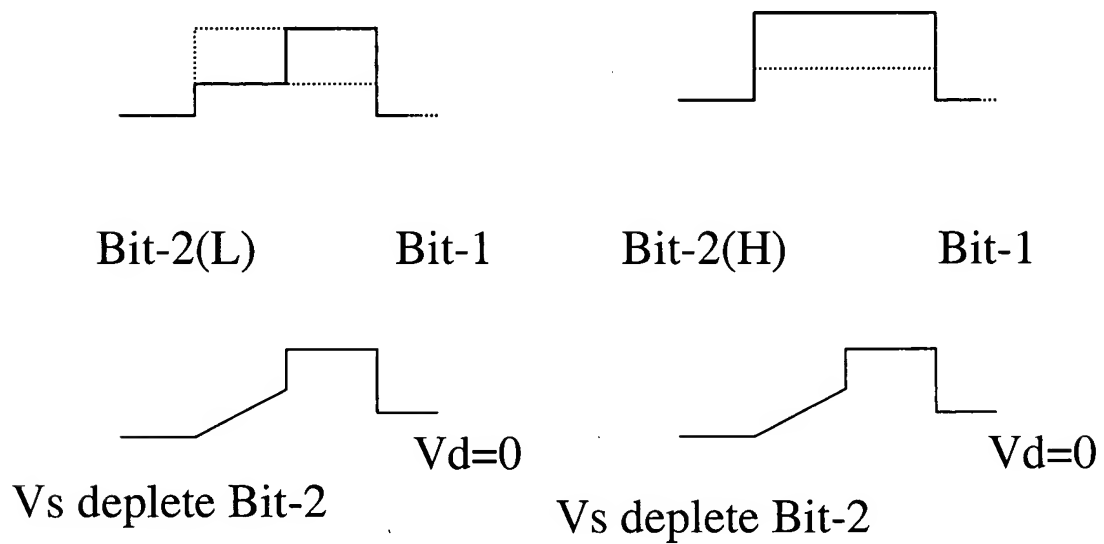 Bit-2(L) Bit-1 Bit-2(H) Bit-1
Vd=0 Vd=0
Vs deplete Bit-2 Vs deplete Bit-2